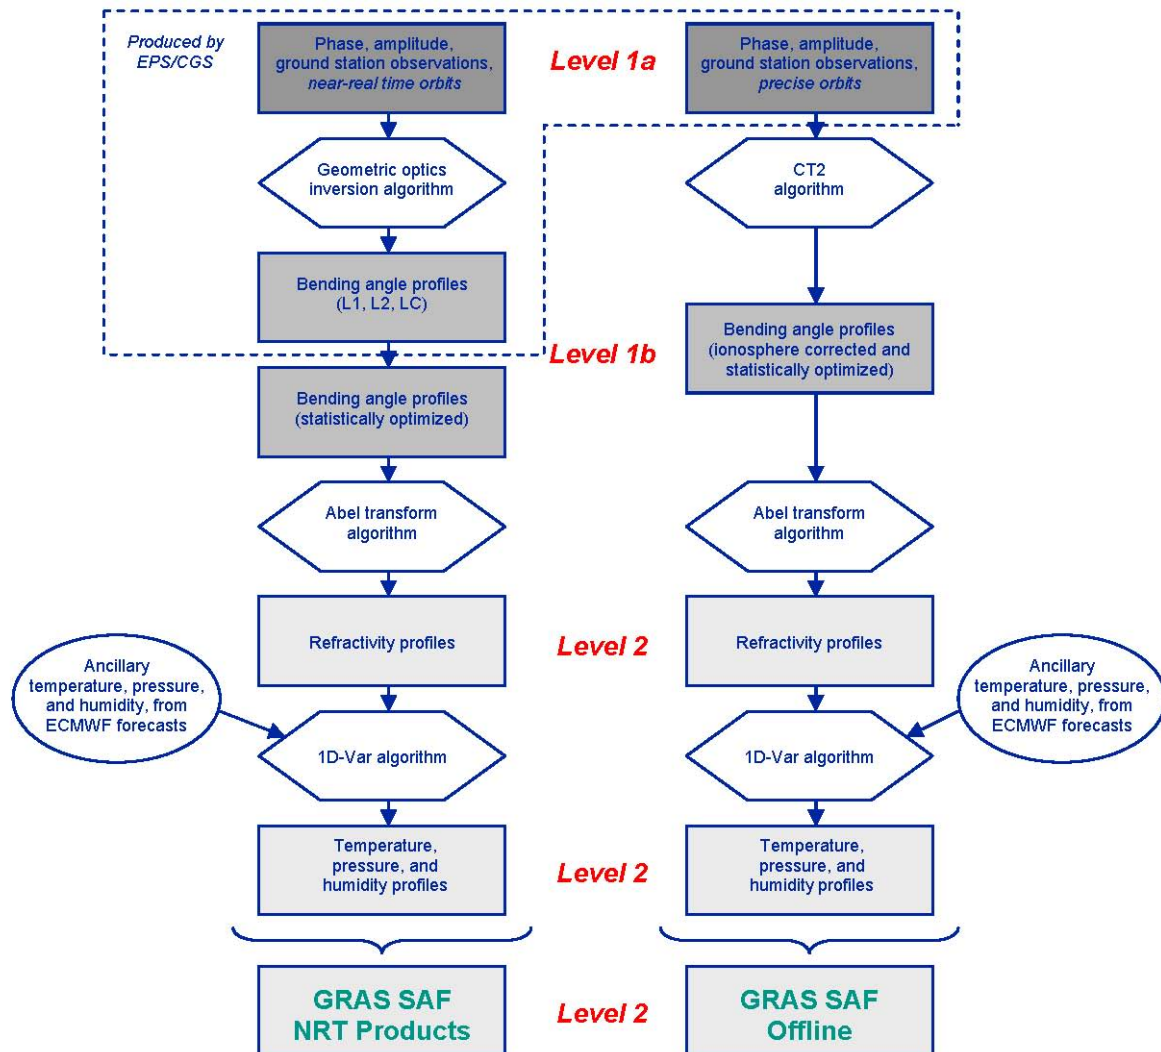 Produced by
EPS/CGS
Phase, amplitude,
ground station observations,
near-real time orbits
Level 1a
Phase, amplitude,
ground station observations,
precise orbits
Geometric optics
inversion algorithm
CT2
algorithm
Bending angle profiles
(L1, L2, LC)
Level 1b
Bending angle profiles
(ionosphere corrected and
statistically optimized)
Bending angle profiles
(statistically optimized)
Abel transform
algorithm
Abel transform
algorithm
Refractivity profiles
Level 2
Refractivity profiles
Ancillary
temperature, pressure,
and humidity, from
ECMWF forecasts
Ancillary
temperature, pressure,
and humidity, from
ECMWF forecasts
1D-Var algorithm
1D-Var algorithm
Temperature,
pressure, and
humidity profiles
Level 2
Temperature,
pressure, and
humidity profiles
GRAS SAF
NRT Products
Level 2
GRAS SAF
Offline